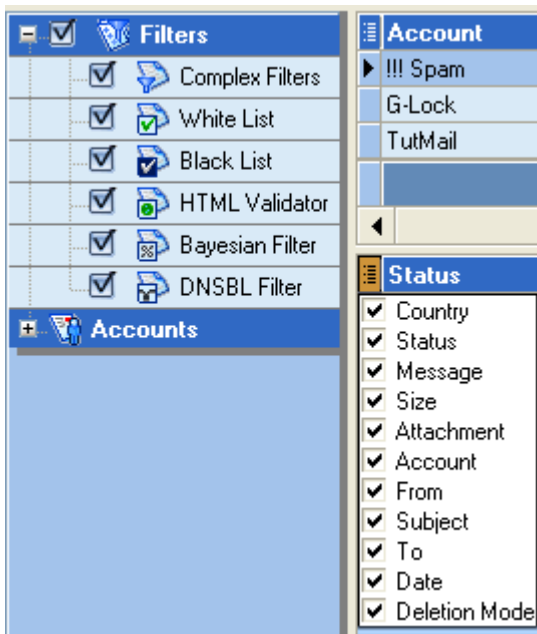 Filters
Complex Filters
White List
Black List
HTML Validator
Bayesian Filter
DNSBL Filter
Accounts
Account
!!! Spam
G-Lock
TutMail
Status
Country
Status
Message
Size
Attachment
Account
From
Subject
To
Date
Deletion Mode